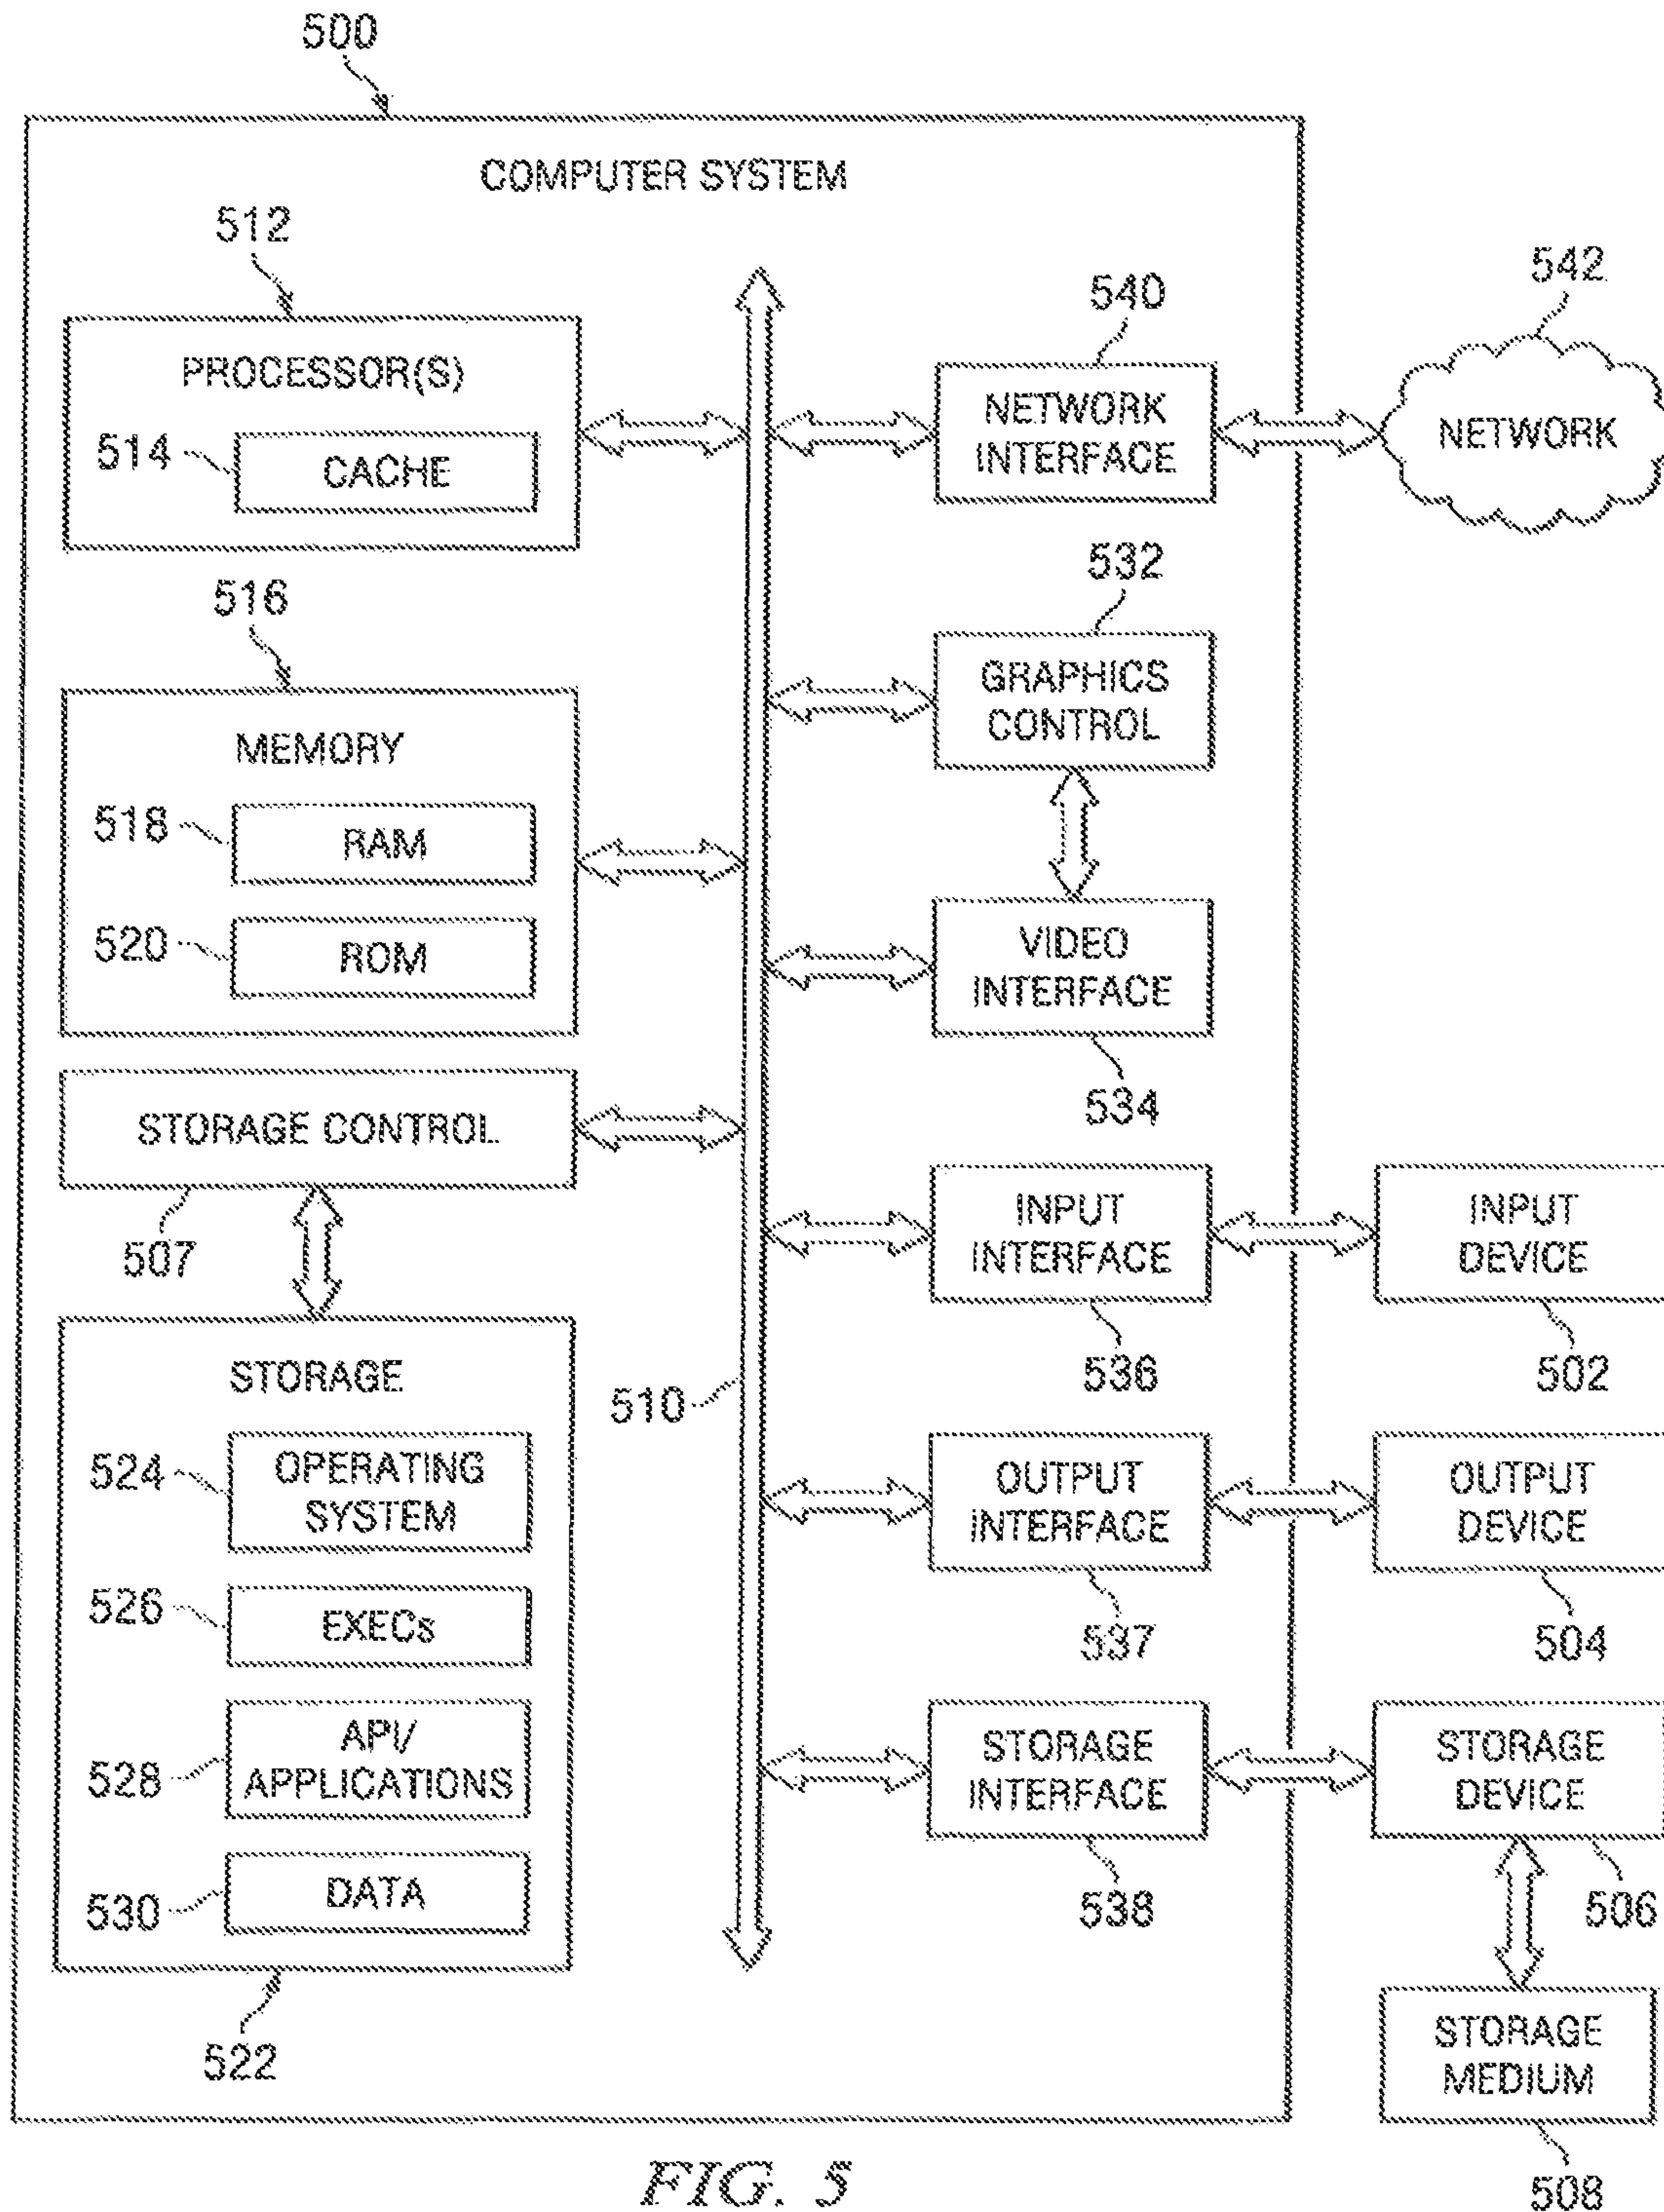 500
COMPUTER SYSTEM
512
PROCESSOR(S)
514
CACHE
516
MEMORY
518
RAM
520
ROM
STORAGE CONTROL
507
STORAGE
524
OPERATING
SYSTEM
526
EXECs
528
API/
APPLICATIONS
530
DATA
522
510
540
NETWORK
INTERFACE
542
NETWORK
532
GRAPHICS
CONTROL
VIDEO
INTERFACE
534
INPUT
INTERFACE
536
INPUT
DEVICE
502
OUTPUT
INTERFACE
537
OUTPUT
DEVICE
504
STORAGE
INTERFACE
538
STORAGE
DEVICE
506
STORAGE
MEDIUM
508
FIG. 5